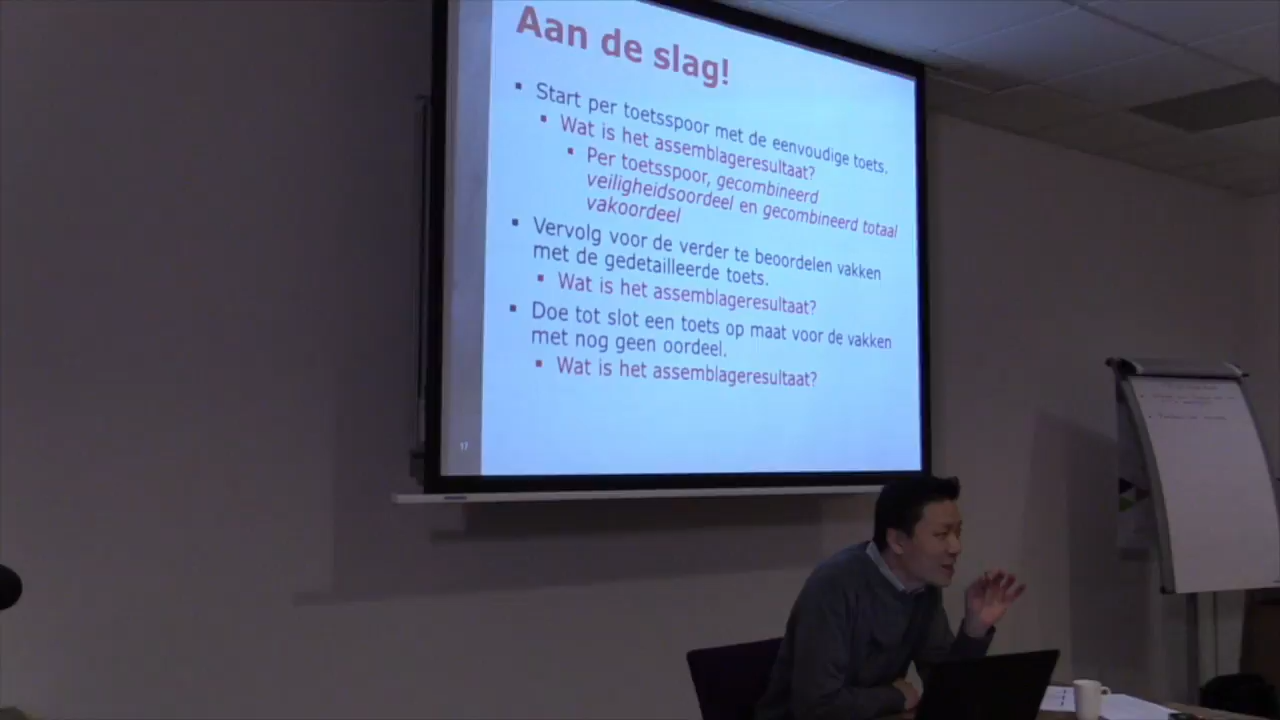 Aan de slag!
Start per toetsspoor met de eenvoudige toets.
Wat is het assemblageresultaat?
Per toetsspoor, gecombineerd
veiligheidsoordeel en gecombineerd totaal
vakoordeel
Vervolg voor de verder te beoordelen vakken
met de gedetailleerde toets.
Wat is het assemblageresultaat?
Doe tot slot een toets op maat voor de vakken
met nog geen oordeel.
Wat is het assemblageresultaat?
17